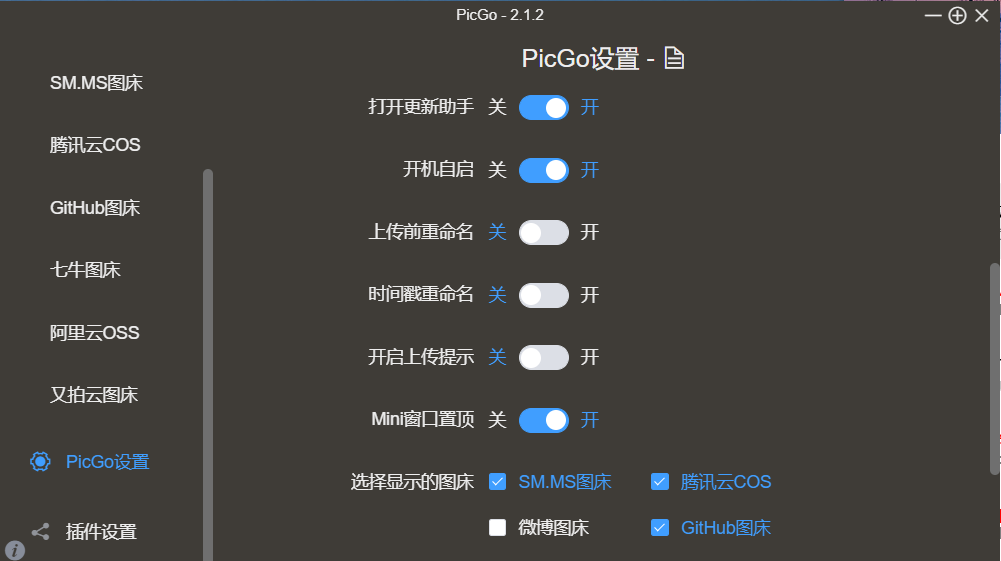 PicGo - 2.1.2
SM.MS图床
腾讯云COS
GitHub图床
七牛图床
阿里云OSS
又拍云图床
PicGo设置
插件设置
PicGo设置 -
打开更新助手 关 开
开机自启 关 开
上传前重命名 关 开
时间戳重命名 关 开
开启上传提示 关 开
Mini窗口置顶 关 开
选择显示的图床 SM.MS图床 腾讯云COS
微博图床 GitHub图床